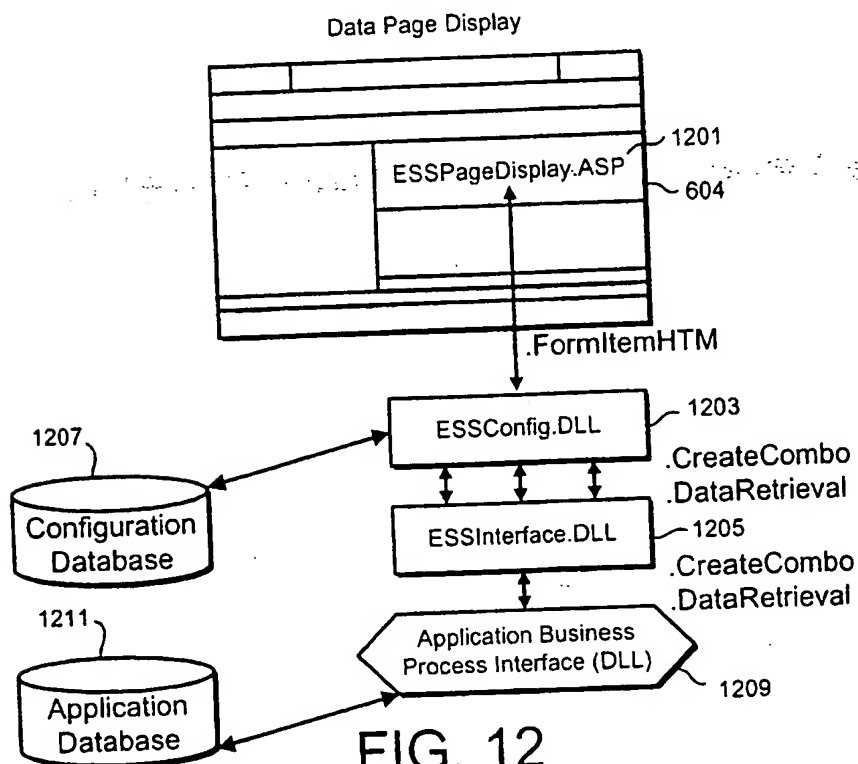 Data Page Display
ESSPageDisplay.ASP
1201
604
.FormItemHTM
ESSConfig.DLL
1203
1207
.CreateCombo
.DataRetrieval
Configuration
Database
ESSInterface.DLL
1205
.CreateCombo
.DataRetrieval
1211
Application Business
Process Interface (DLL)
1209
Application
Database
FIG. 12